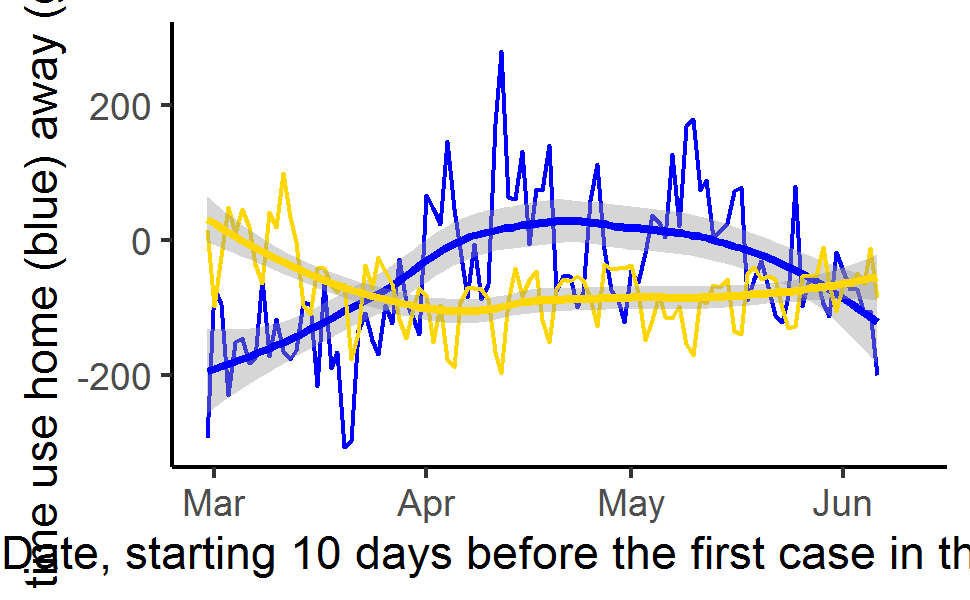 time use home (blue) away (
200
0
-200
Mar Apr May Jun
Date, starting 10 days before the first case in th